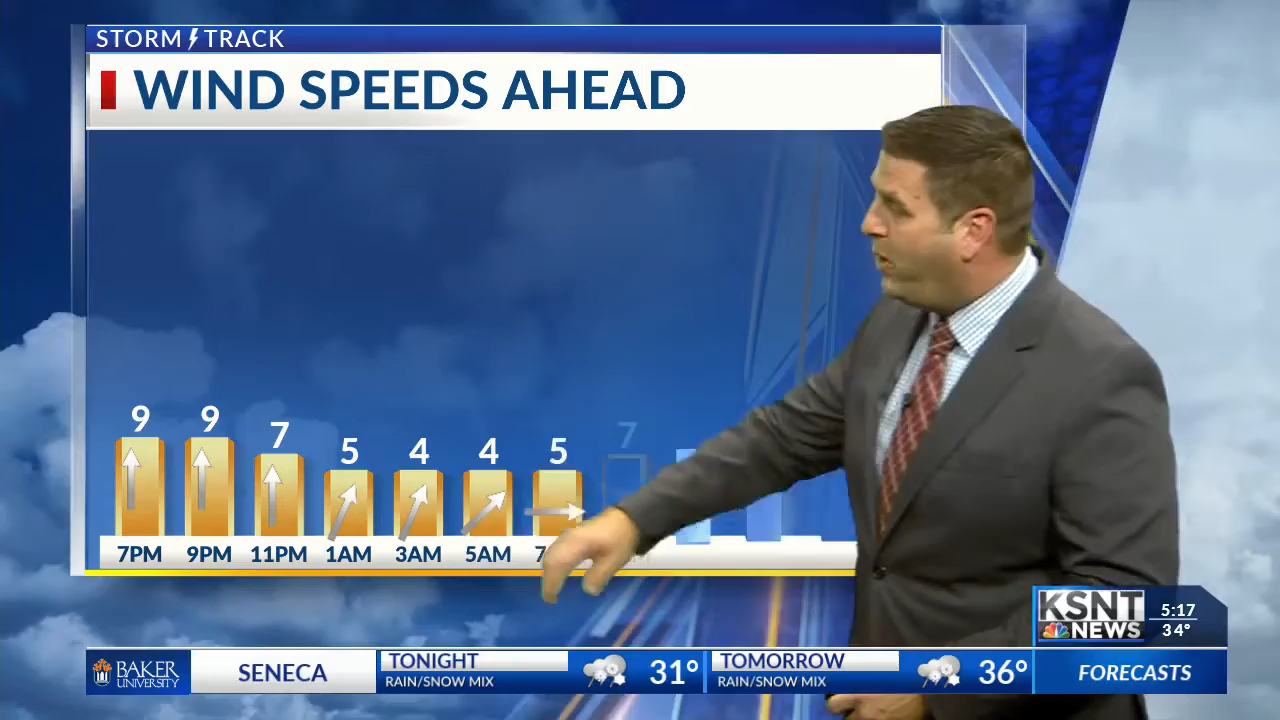 STORM TRACK
WIND SPEEDS AHEAD
9 9 7 5 4 4 5 7
7PM 9PM 11PM 1AM 3AM 5AM
KSNT NEWS
5:17
34°
BAKER UNIVERSITY
SENECA
TONIGHT
RAIN/SNOW MIX
31°
TOMORROW
RAIN/SNOW MIX
36°
FORECASTS